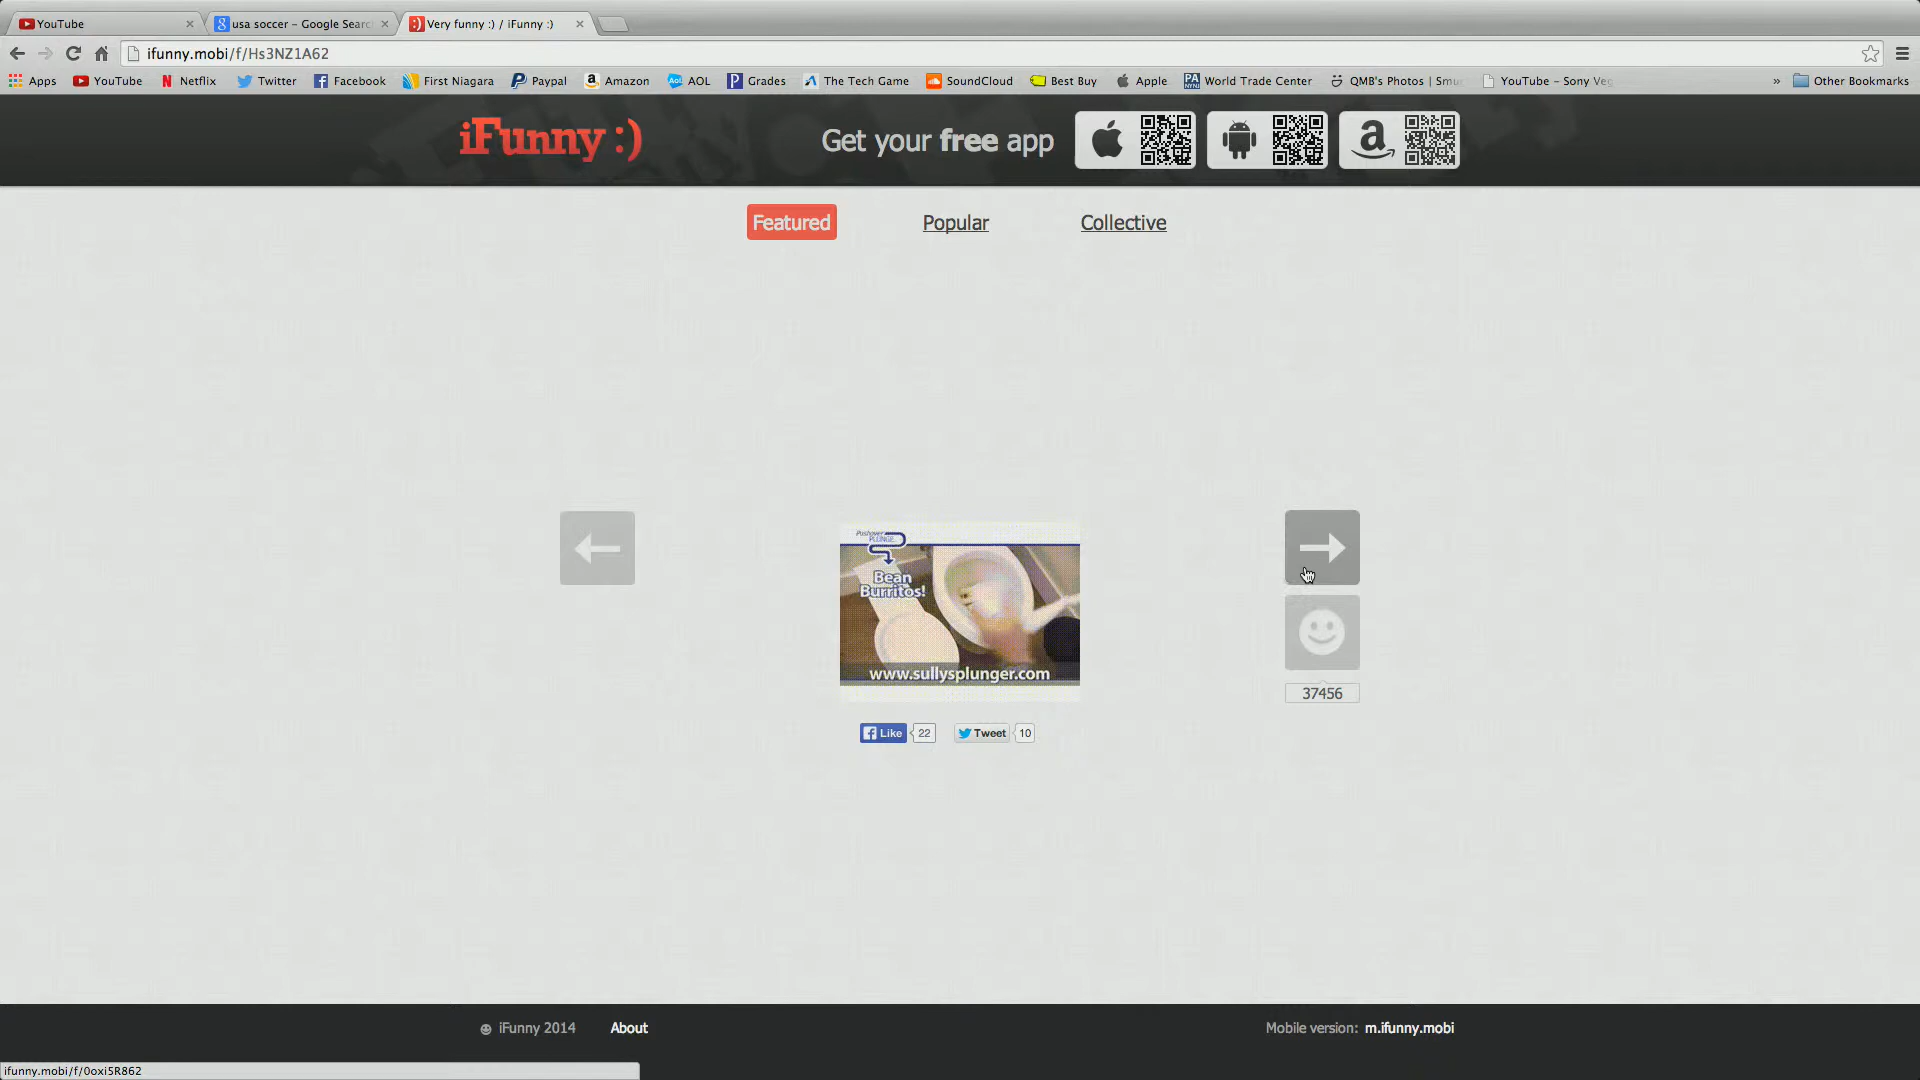 YouTube
usa soccer – Google Searc
Very funny :) / iFunny :)
ifunny.mobi/f/Hs3NZ1A62
Apps YouTube Netflix Twitter Facebook First Niagara Paypal Amazon AOL Grades The Tech Game SoundCloud Best Buy Apple World Trade Center QMB's Photos | Smu YouTube – Sony Veg » Other Bookmarks
iFunny :)
Get your free app
Featured Popular Collective
PLUNGE
Bean
Burritos!
www.sullysplunger.com
37456
Like 22 Tweet 10
iFunny 2014 About
Mobile version: m.ifunny.mobi
ifunny.mobi/f/0oxi5R862